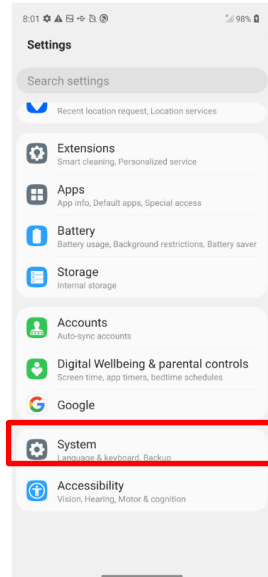 8:01
98%
Settings
Search settings
Recent location request, Location services
Extensions
Smart cleaning, Personalized service
Apps
App info, Default apps, Special access
Battery
Battery usage, Background restrictions, Battery saver
Storage
Internal storage
Accounts
Auto-sync accounts
Digital Wellbeing & parental controls
Screen time, app timers, bedtime schedules
Google
System
Language & keyboard, Backup
Accessibility
Vision, Hearing, Motor & cognition